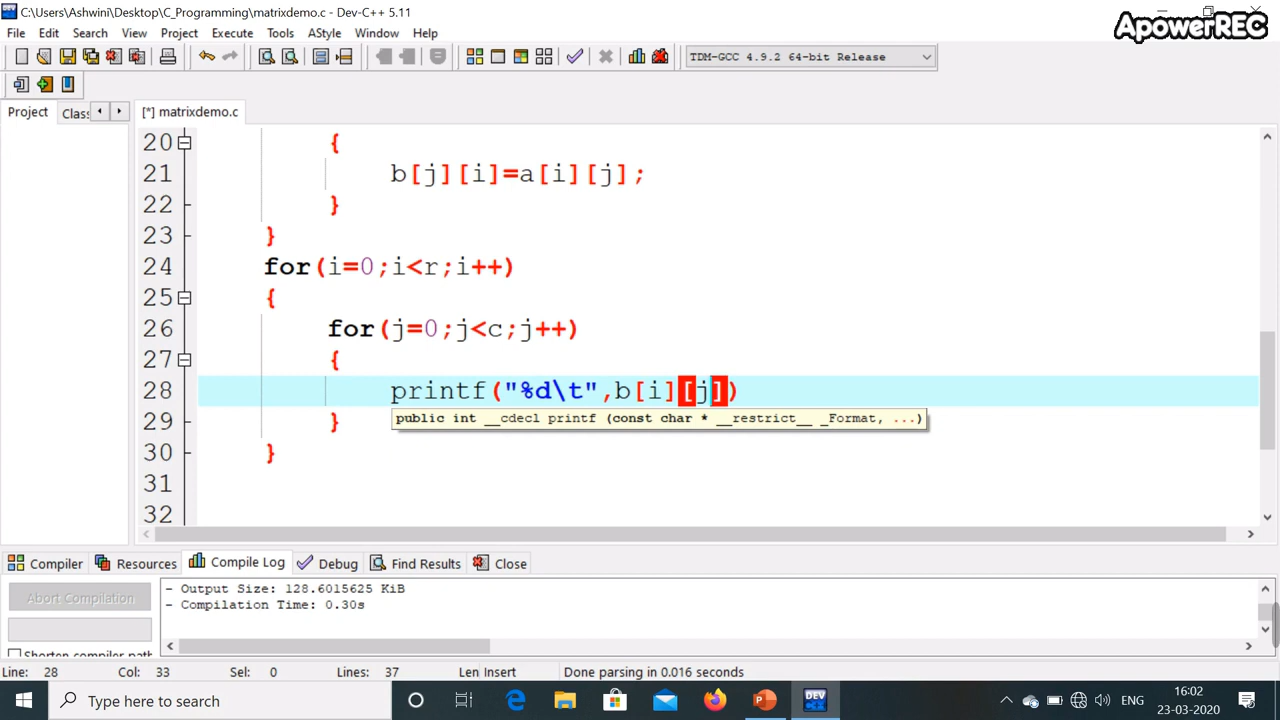 C:\Users\Ashwini\Desktop\C_Programming\matrixdemo.c - Dev-C++ 5.11
ApowerREC
File Edit Search View Project Execute Tools AStyle Window Help
TDM-GCC 4.9.2 64-bit Release
Project Clas [*] matrixdemo.c
20 {
21 b[j][i]=a[i][j];
22 }
23 }
24 for(i=0;i<r;i++)
25 {
26 for(j=0;j<c;j++)
27 {
28 printf("%d\t",b[i][j])
public int __cdecl printf (const char * __restrict__ _Format, ...)
29 }
30 }
31
32
Compiler Resources Compile Log Debug Find Results Close
- Output Size: 128.6015625 KiB
Abort Compilation
- Compilation Time: 0.30s
Shorten compiler path
Line: 28 Col: 33 Sel: 0 Lines: 37 Len Insert Done parsing in 0.016 seconds
Type here to search
DEV
ENG
16:02
23-03-2020